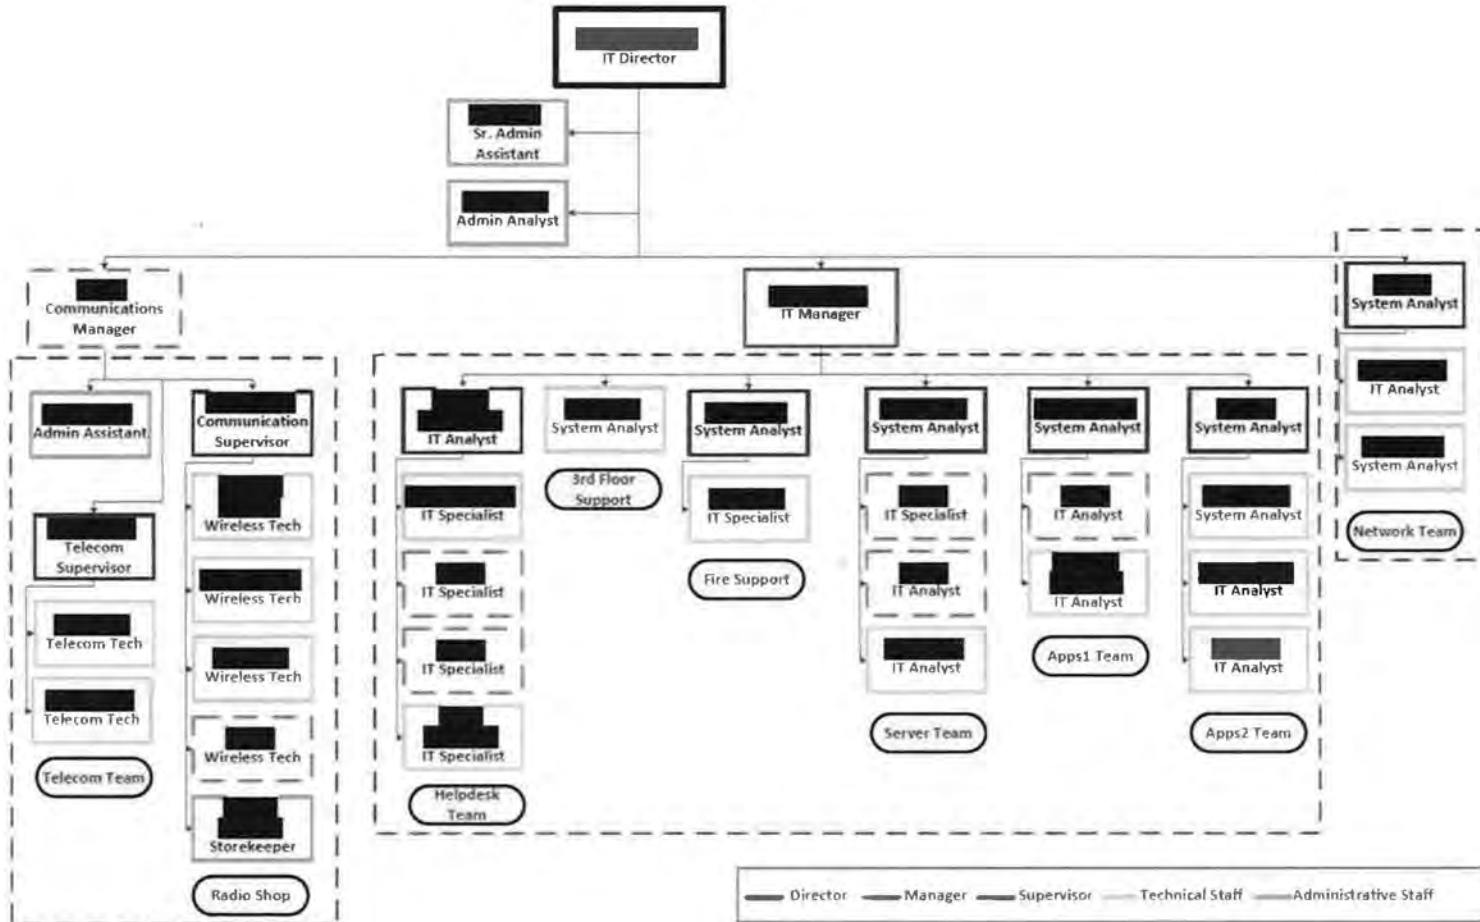 IT Director
Sr. Admin
Assistant
Admin Analyst
Communications
Manager
IT Manager
System Analyst
IT Analyst
System Analyst
Network Team
Admin Assistant
Communication
Supervisor
Telecom
Supervisor
Telecom Tech
Telecom Tech
Telecom Team
Wireless Tech
Wireless Tech
Wireless Tech
Wireless Tech
Storekeeper
Radio Shop
IT Analyst
IT Specialist
IT Specialist
IT Specialist
IT Specialist
Helpdesk
Team
System Analyst
3rd Floor
Support
System Analyst
IT Specialist
Fire Support
System Analyst
IT Specialist
IT Analyst
IT Analyst
Server Team
System Analyst
IT Analyst
IT Analyst
Apps1 Team
System Analyst
System Analyst
IT Analyst
IT Analyst
Apps2 Team
Director
Manager
Supervisor
Technical Staff
Administrative Staff